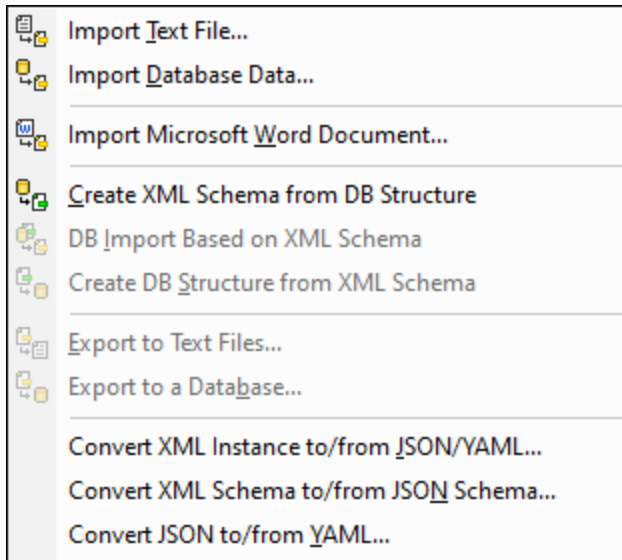 Import Text File...
Import Database Data...
Import Microsoft Word Document...
Create XML Schema from DB Structure
DB Import Based on XML Schema
Create DB Structure from XML Schema
Export to Text Files...
Export to a Database...
Convert XML Instance to/from JSON/YAML...
Convert XML Schema to/from JSON Schema...
Convert JSON to/from YAML...